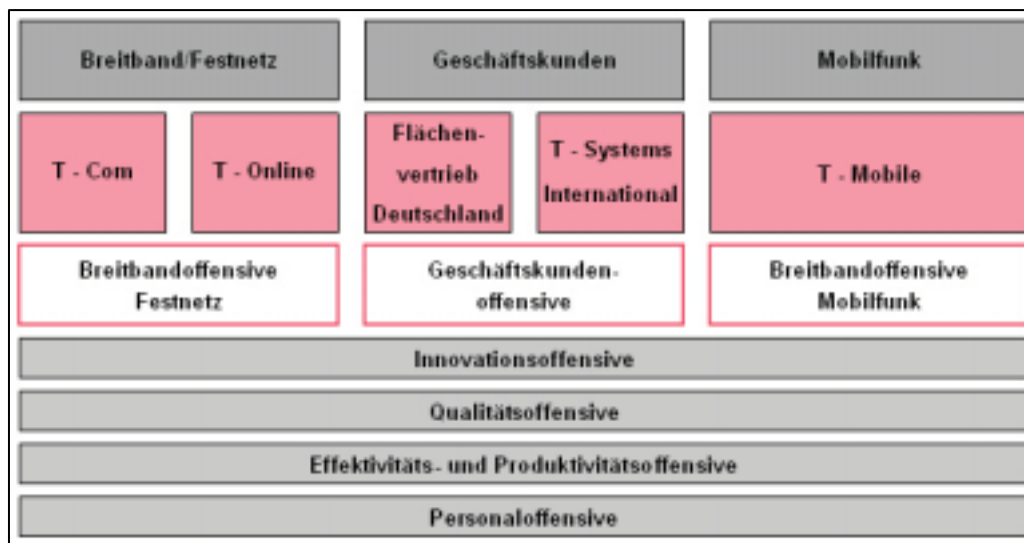 Breitband/Festnetz
Geschäftskunden
Mobilfunk
T - Com
T - Online
Flächen-
vertrieb
Deutschland
T - Systems
International
T - Mobile
Breitbandoffensive
Festnetz
Geschäftskunden-
offensive
Breitbandoffensive
Mobilfunk
Innovationsoffensive
Qualitätsoffensive
Effektivitäts- und Produktivitätsoffensive
Personaloffensive